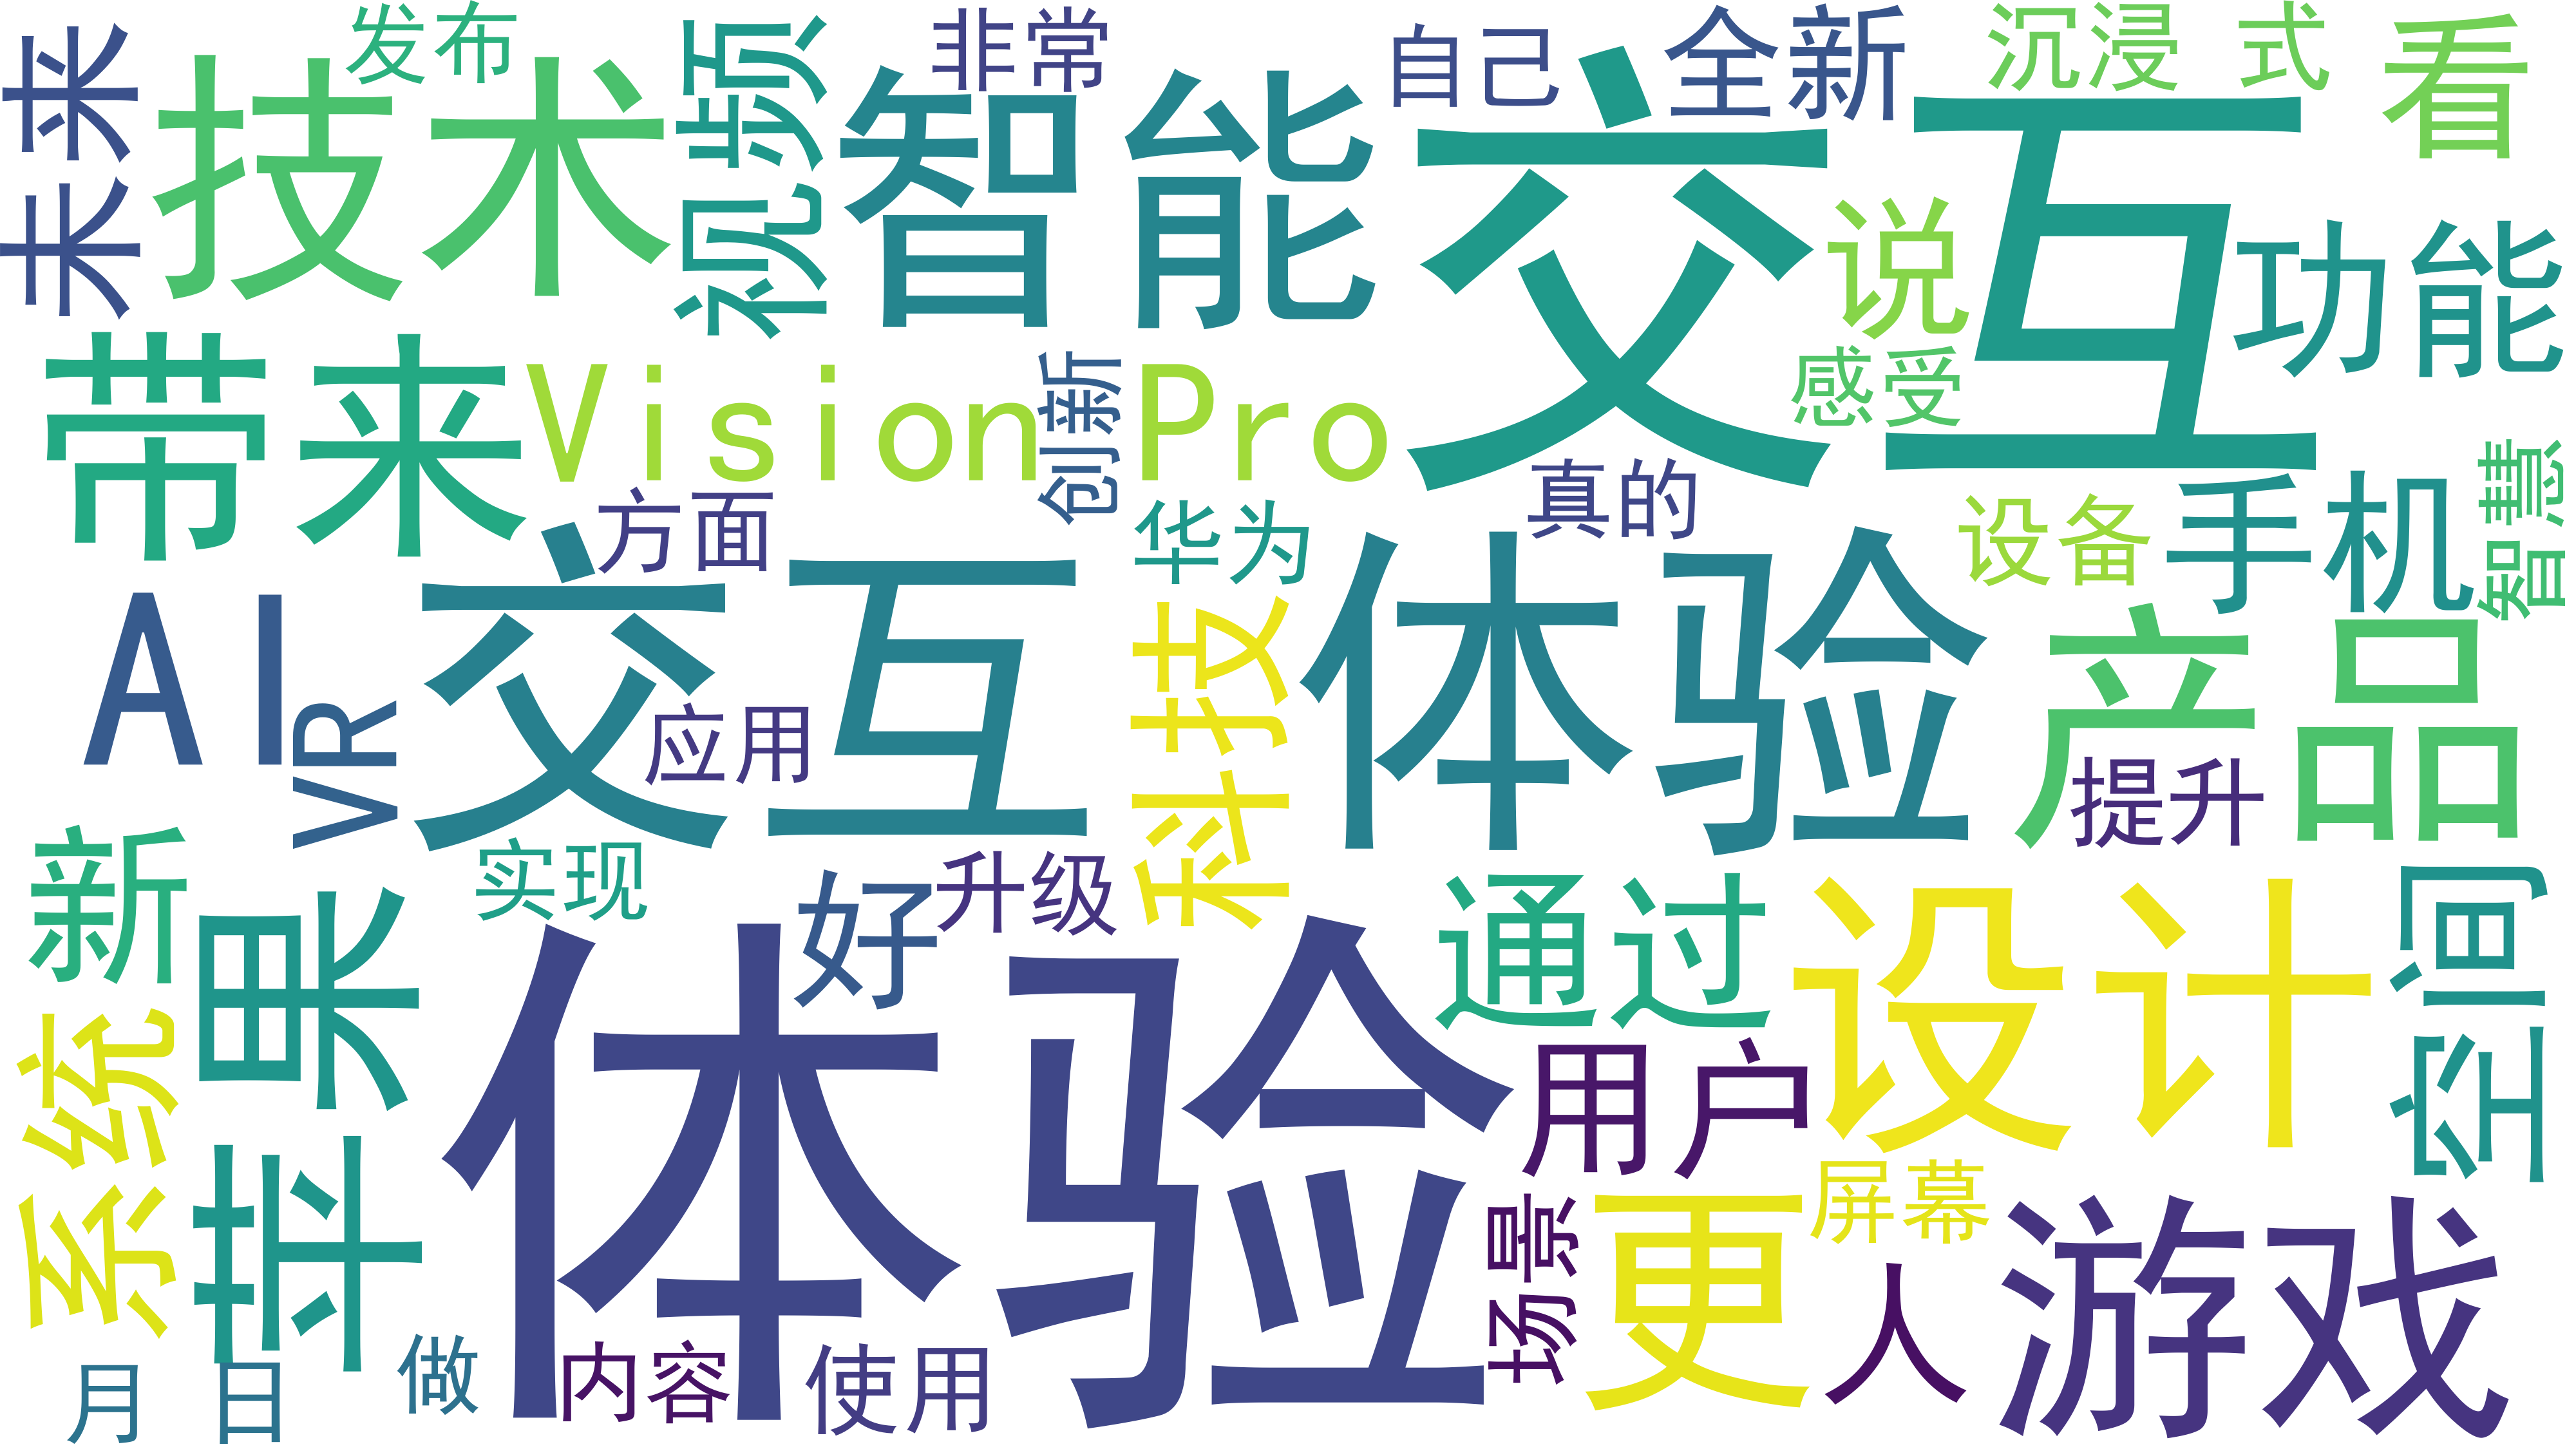 未来
发布
技术
视频
非常
智能
自己
交互
全新
沉浸 式
看
说
功能
带来
Vision Pro
创新
感受
方面
华为
真的
设备
手机
智慧
AI
VR
交互 体验
应用
科技
产品
提升
新
实现
好
升级
通过
设计
空间
苹果
系统
体验
用户
屏幕
场景
更
人
游戏
月 日
做
内容
使用